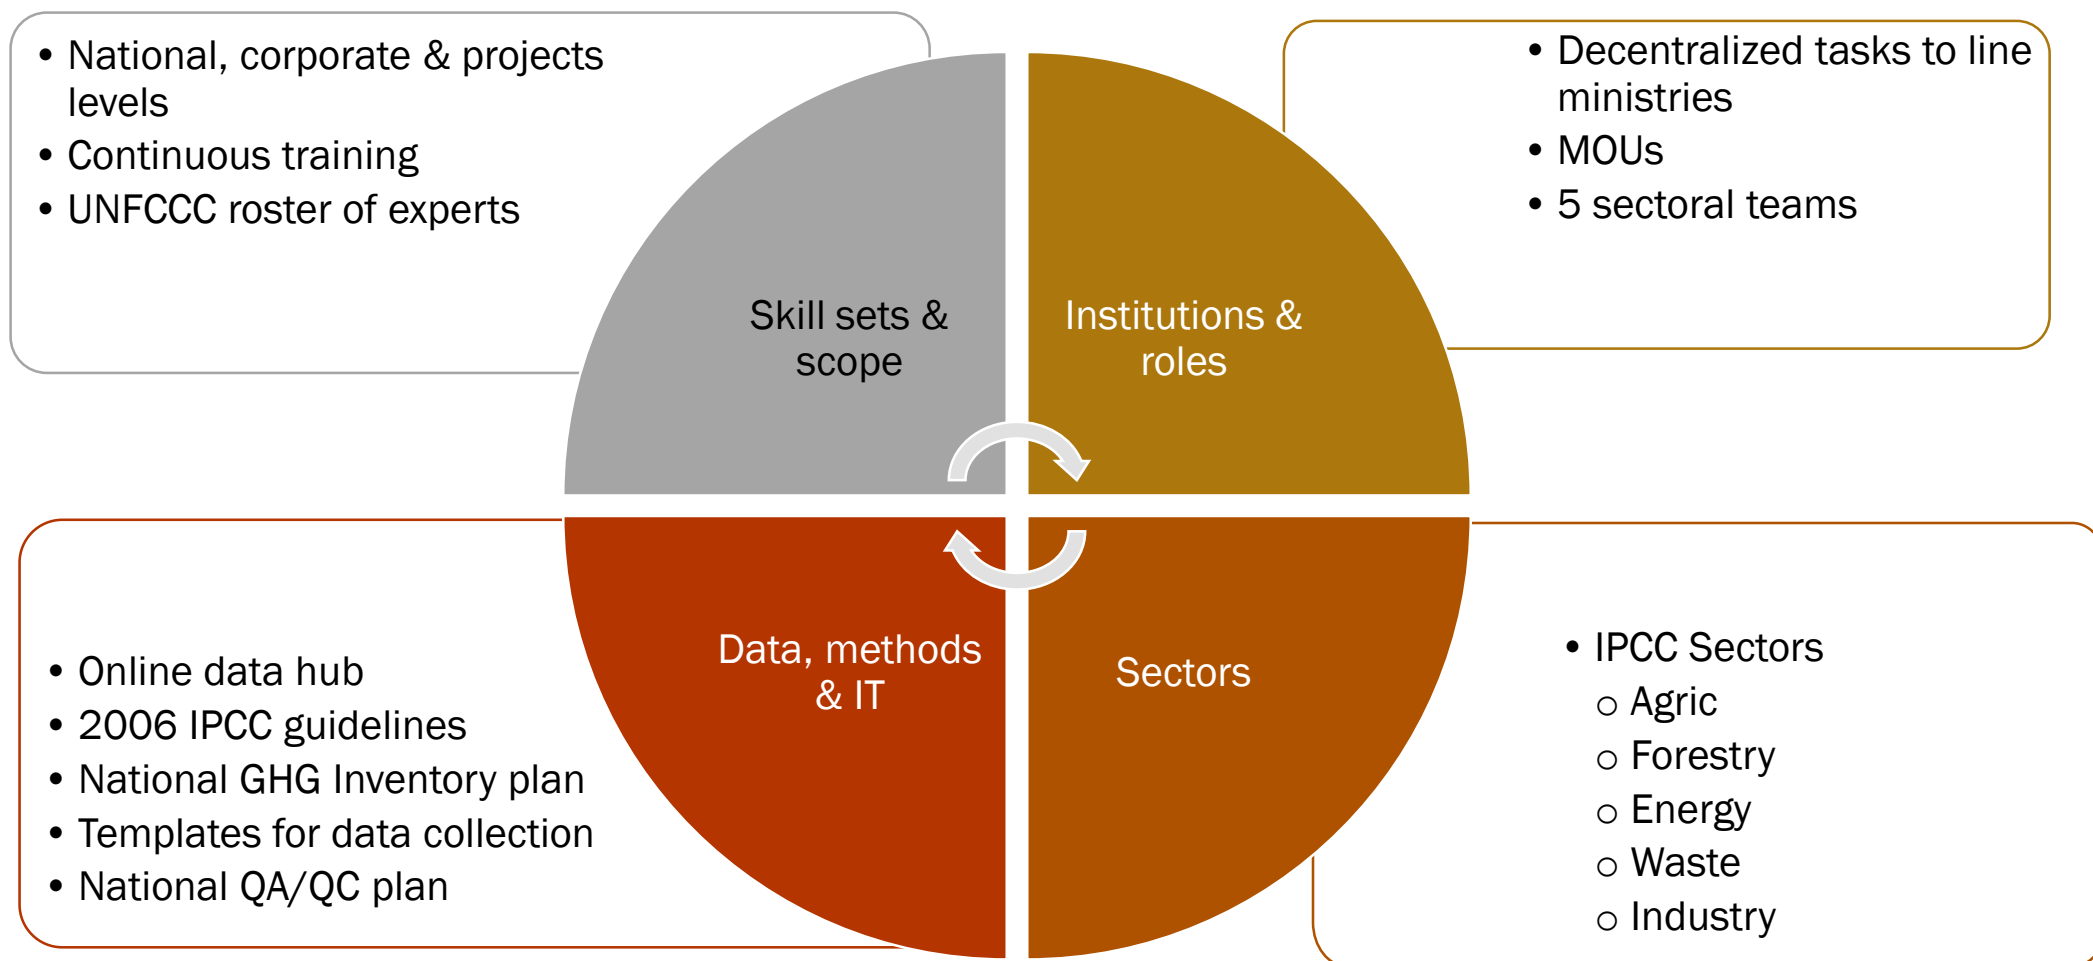 • National, corporate & projects
levels
• Continuous training
• UNFCCC roster of experts
• Decentralized tasks to line
ministries
• MOUs
• 5 sectoral teams
Skill sets &
scope
Institutions &
roles
Data, methods
& IT
Sectors
• Online data hub
• 2006 IPCC guidelines
• National GHG Inventory plan
• Templates for data collection
• National QA/QC plan
• IPCC Sectors
o Agric
o Forestry
o Energy
o Waste
o Industry